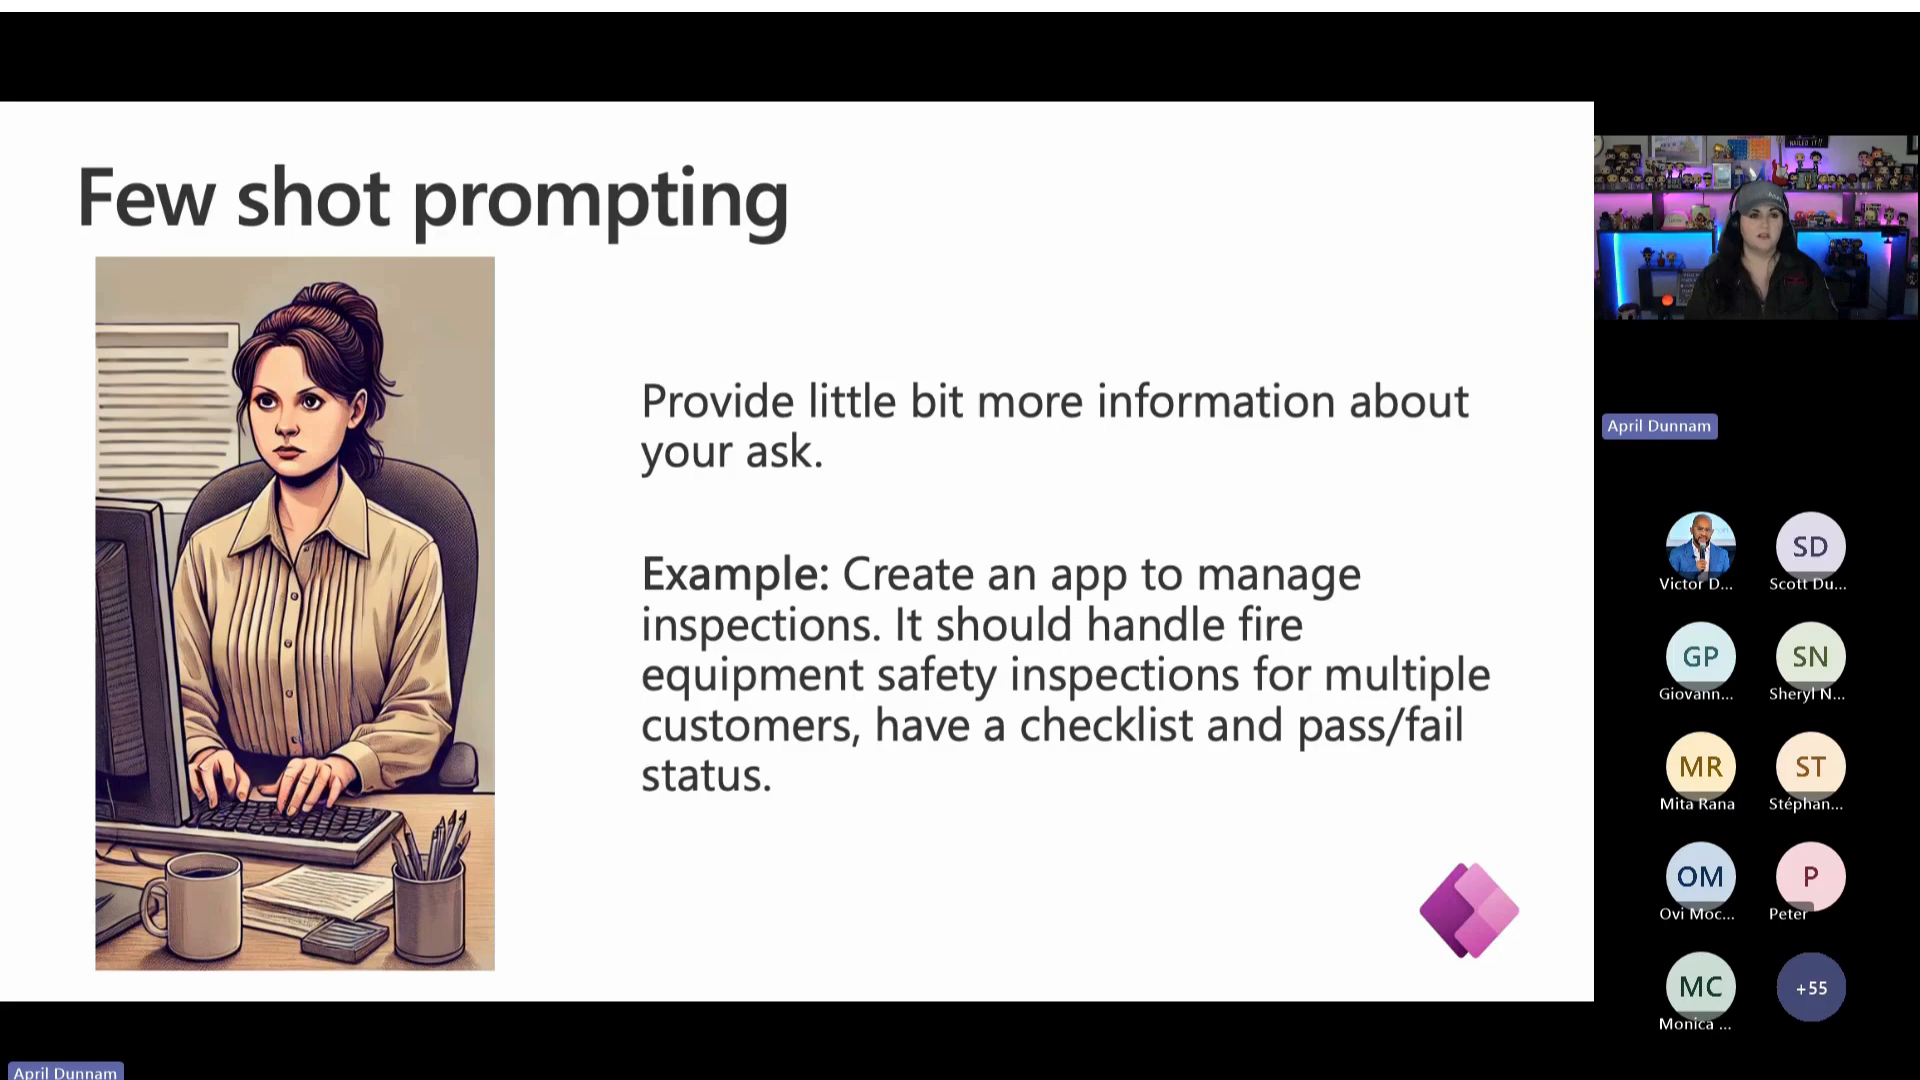 Few shot prompting
Provide little bit more information about
your ask.
Example: Create an app to manage
inspections. It should handle fire
equipment safety inspections for multiple
customers, have a checklist and pass/fail
status.
NAILED IT!!
April Dunnam
Victor D...
SD
Scott Du...
GP
Giovann...
SN
Sheryl N...
MR
Mita Rana
ST
Stéphan...
OM
Ovi Moc...
P
Peter
MC
Monica ...
+55
April Dunnam